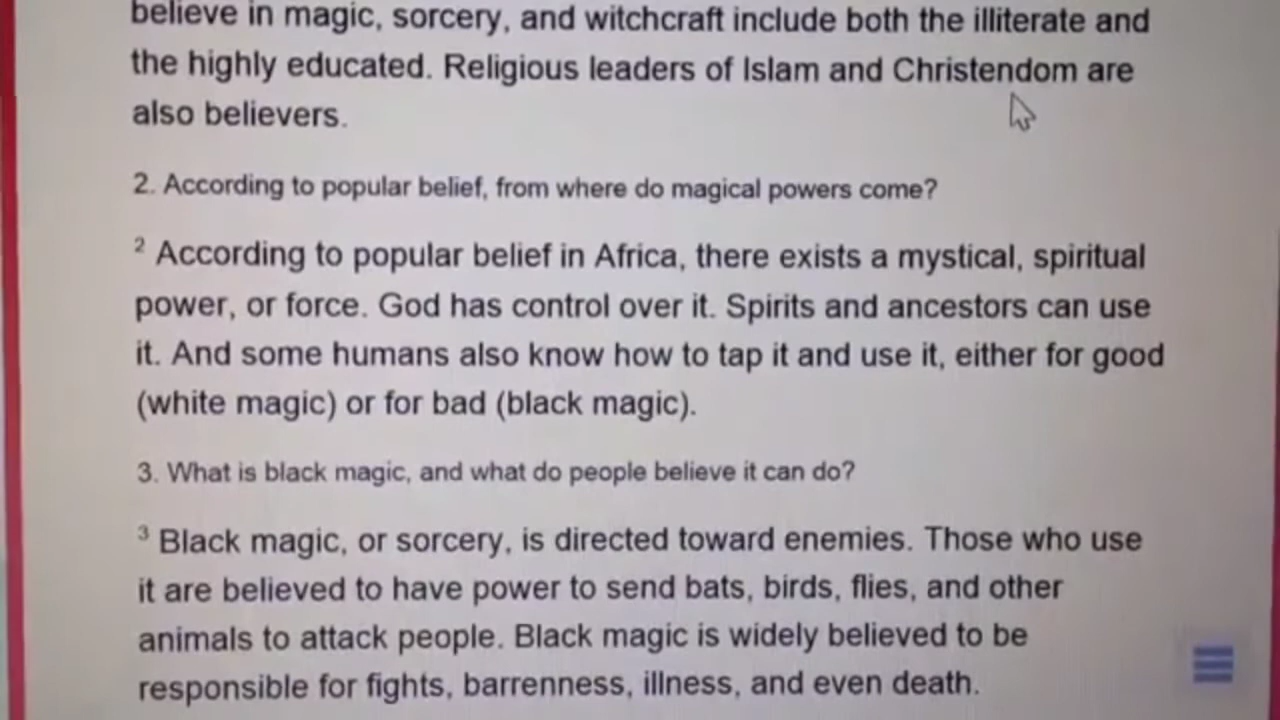 believe in magic, sorcery, and witchcraft include both the illiterate and
the highly educated. Religious leaders of Islam and Christendom are
also believers.
2. According to popular belief, from where do magical powers come?
2 According to popular belief in Africa, there exists a mystical, spiritual
power, or force. God has control over it. Spirits and ancestors can use
it. And some humans also know how to tap it and use it, either for good
(white magic) or for bad (black magic).
3. What is black magic, and what do people believe it can do?
3 Black magic, or sorcery, is directed toward enemies. Those who use
it are believed to have power to send bats, birds, flies, and other
animals to attack people. Black magic is widely believed to be
responsible for fights, barrenness, illness, and even death.